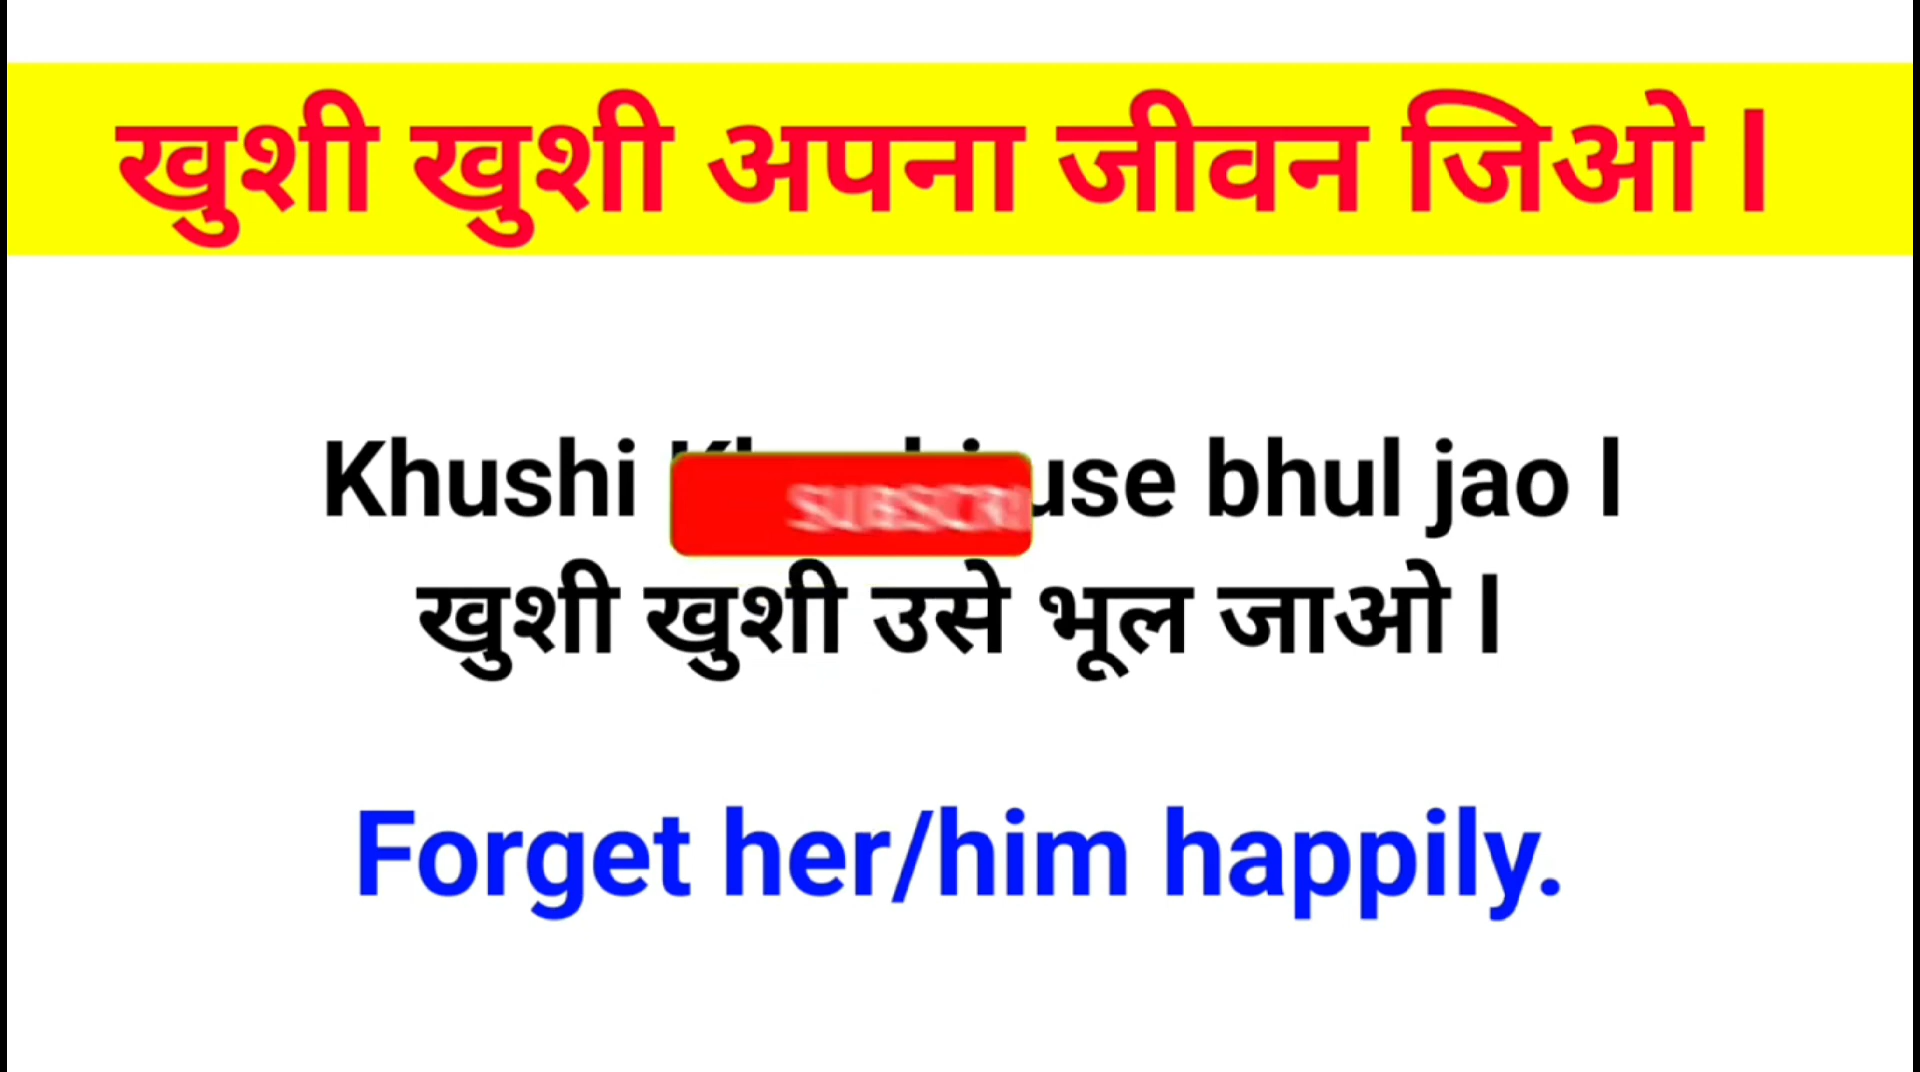 खुशी खुशी अपना जीवन जिओ l
Khushi use bhul jao l
खुशी खुशी उसे भूल जाओ l
Forget her/him happily.